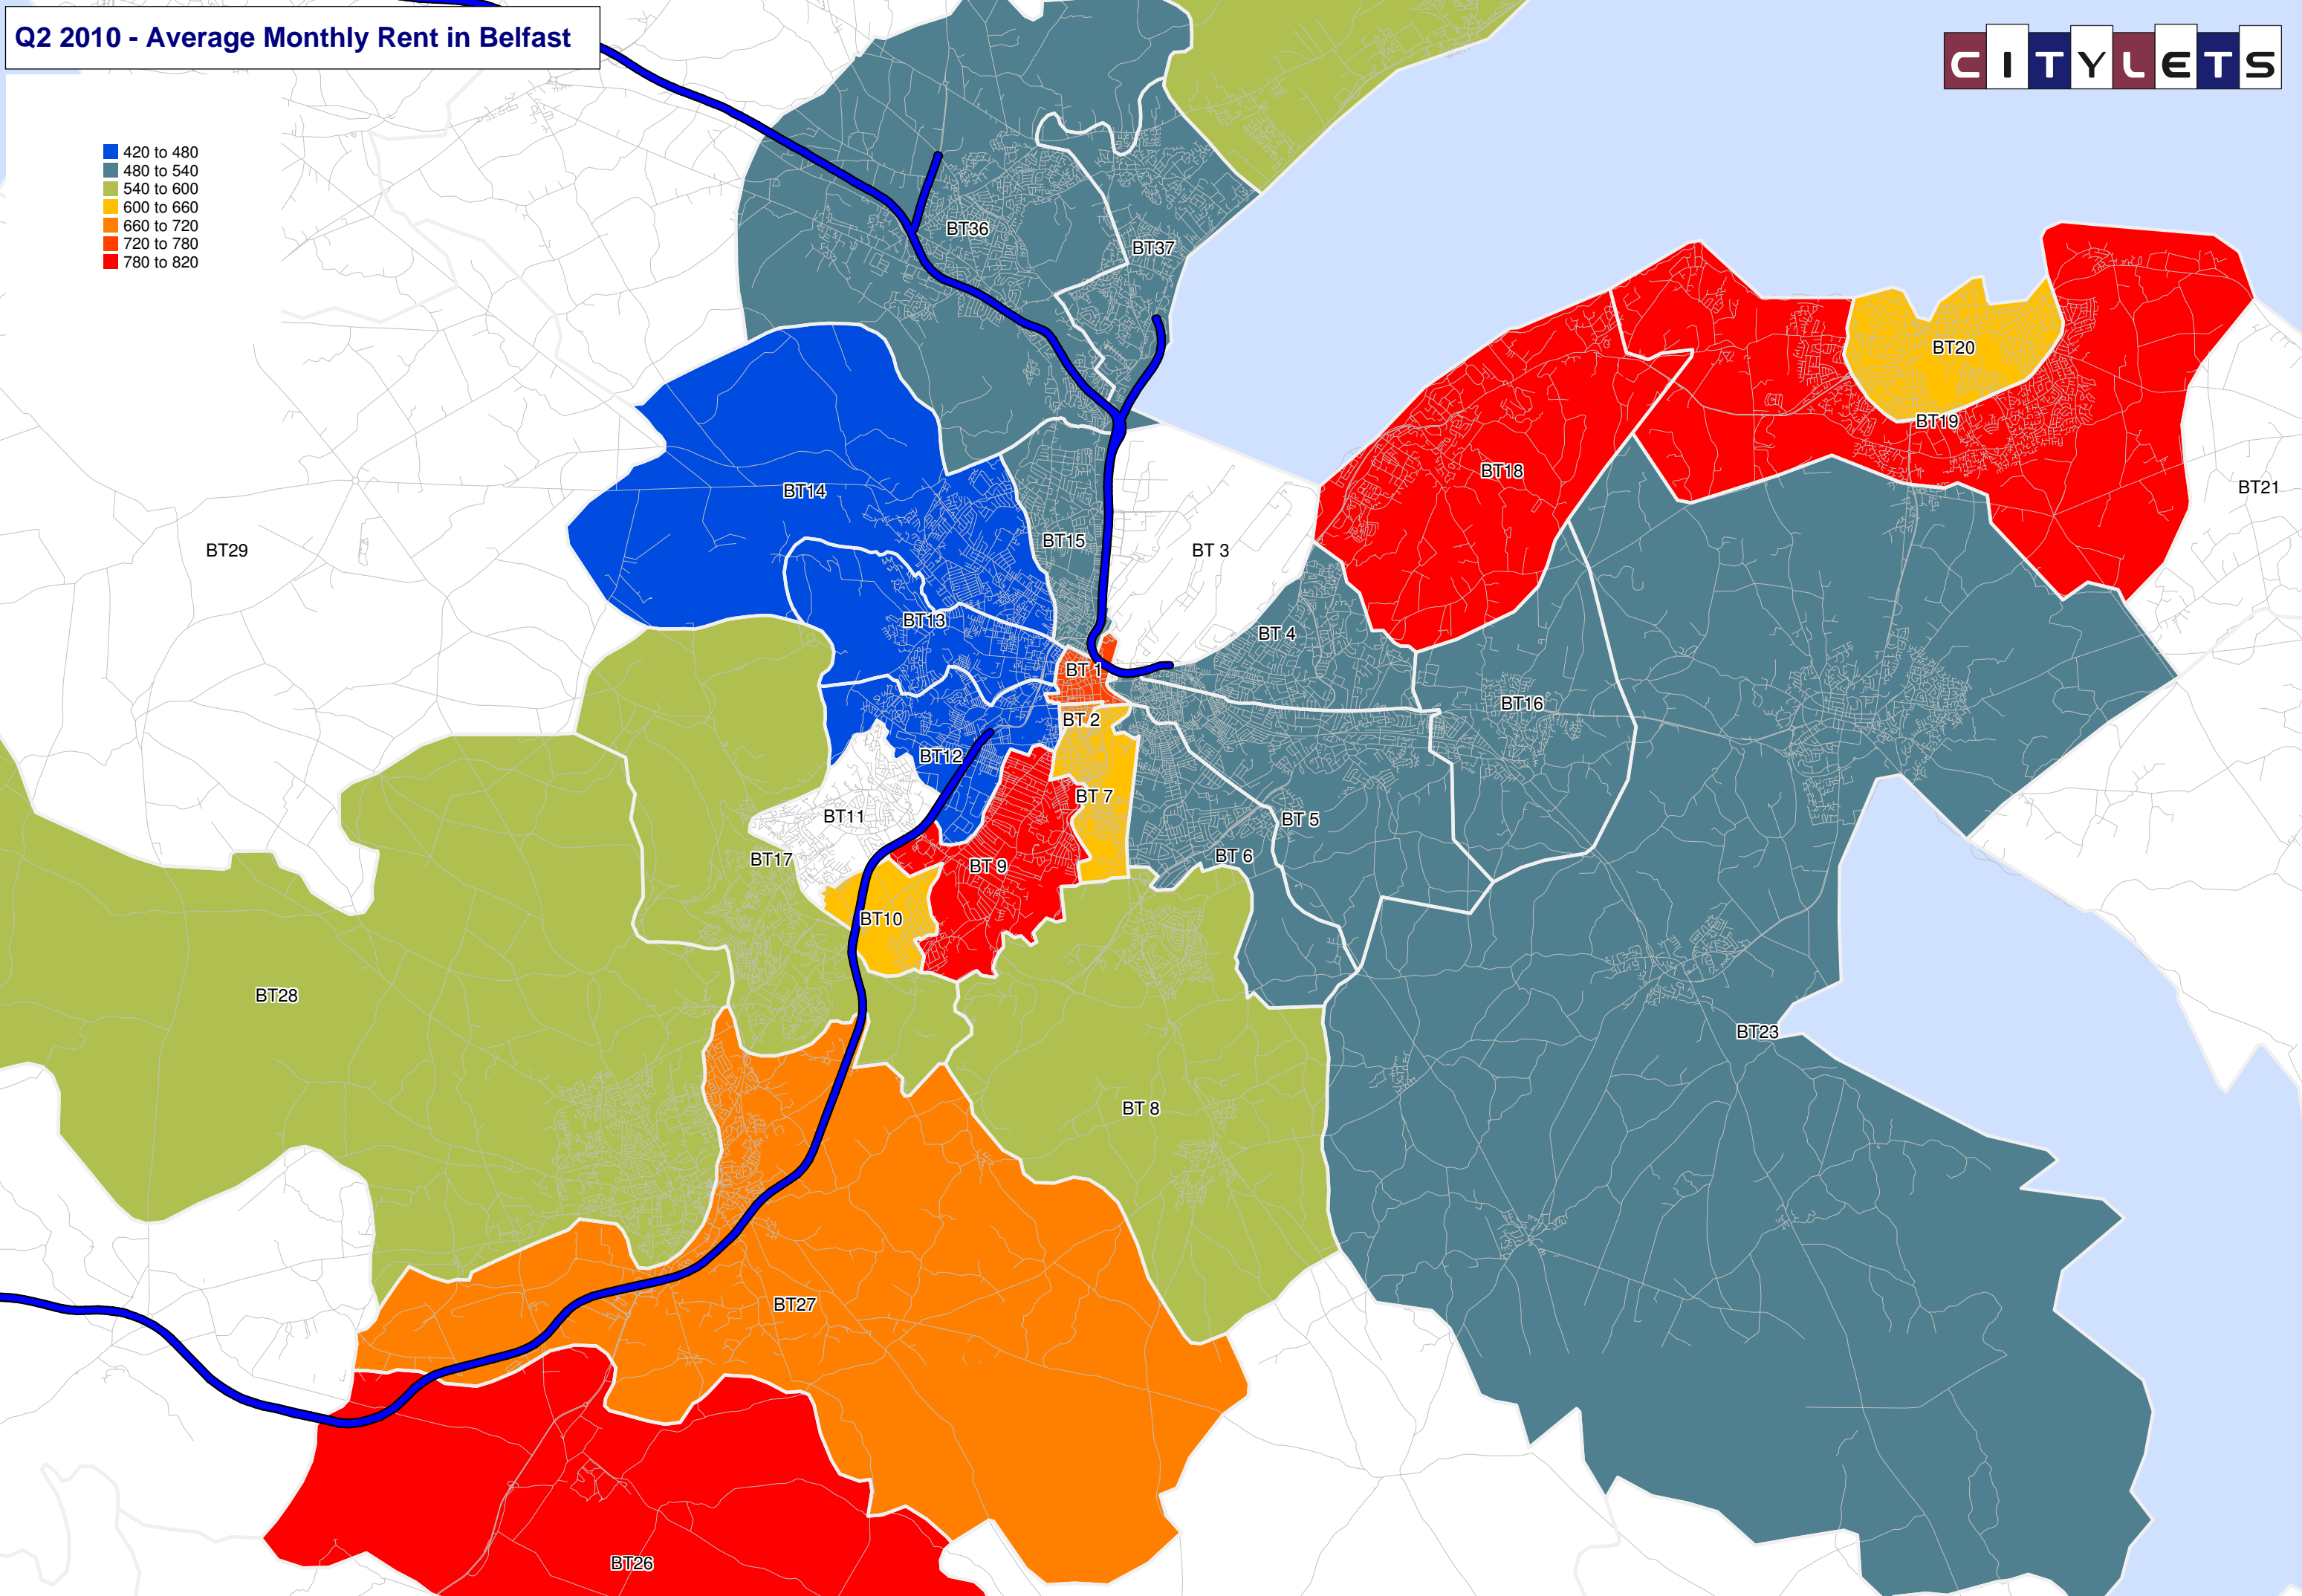 Q2 2010 - Average Monthly Rent in Belfast
CITYLETS
420 to 480
480 to 540
540 to 600
600 to 660
660 to 720
720 to 780
780 to 820
BT36
BT37
BT20
BT19
BT18
BT21
BT14
BT29
BT15
BT 3
BT13
BT 4
BT 1
BT16
BT 2
BT12
BT 7
BT11
BT 5
BT17
BT 6
BT 9
BT10
BT28
BT23
BT 8
BT27
BT26